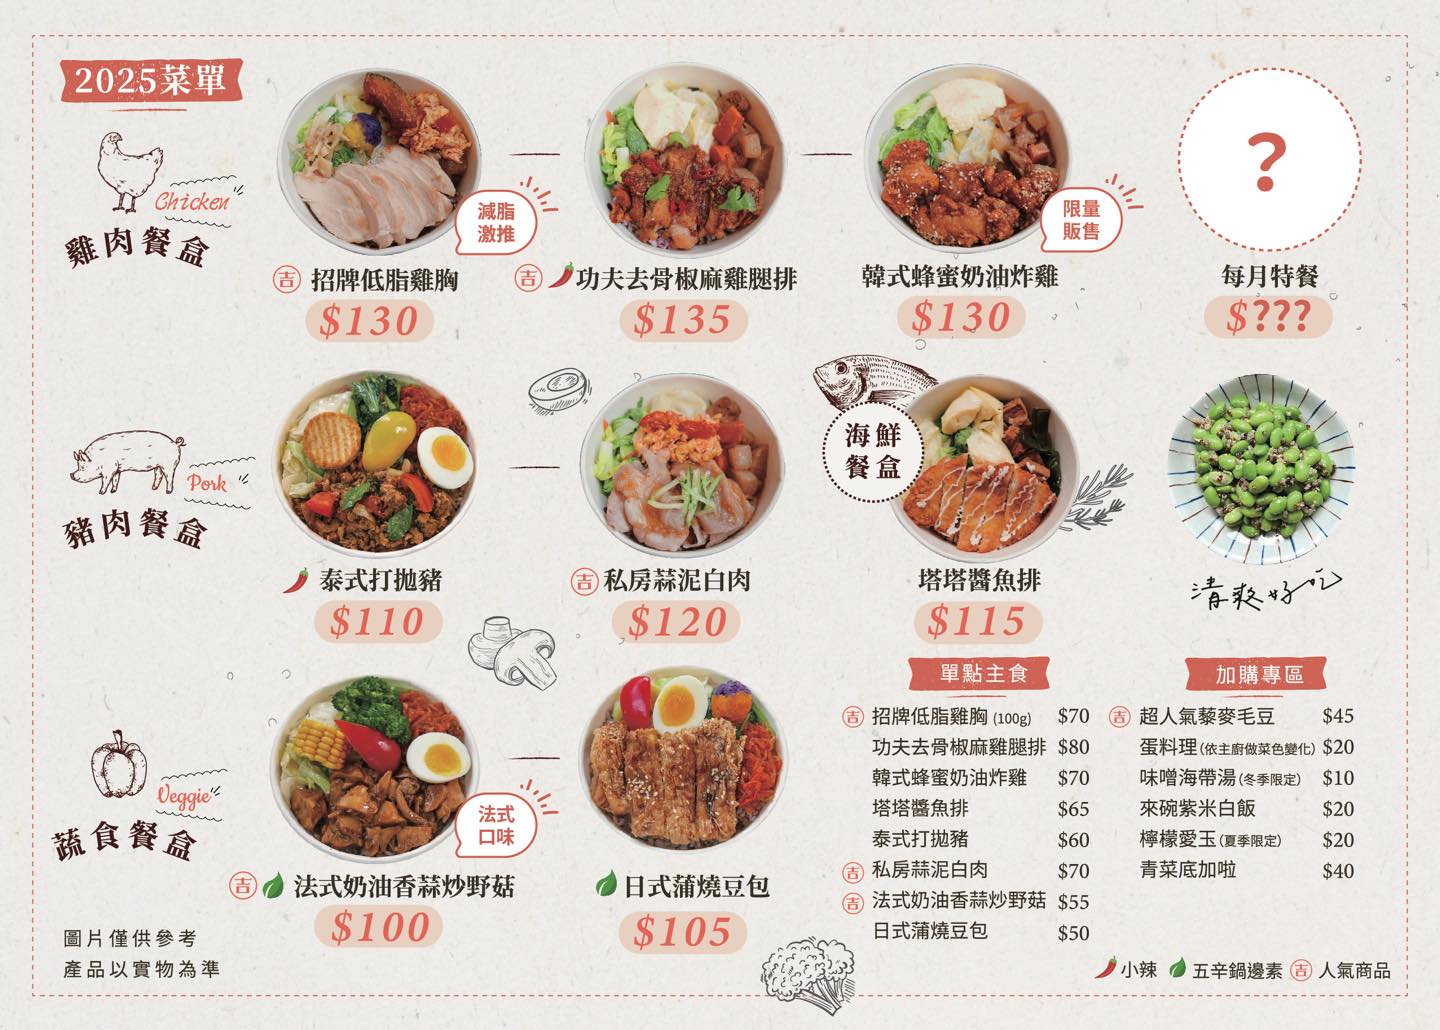 2025菜單
Chicken
雞肉餐盒
減脂
激推
吉 招牌低脂雞胸
$130
吉 功夫去骨椒麻雞腿排
$135
限量
販售
韓式蜂蜜奶油炸雞
$130
?
每月特餐
$???
Pork
豬肉餐盒
泰式打拋豬
$110
吉 私房蒜泥白肉
$120
海鮮
餐盒
塔塔醬魚排
$115
清爽好吃
Veggie
蔬食餐盒
法式
口味
吉 法式奶油香蒜炒野菇
$100
日式蒲燒豆包
$105
單點主食
吉 招牌低脂雞胸 (100g) $70
功夫去骨椒麻雞腿排 $80
韓式蜂蜜奶油炸雞 $70
塔塔醬魚排 $65
泰式打拋豬 $60
吉 私房蒜泥白肉 $70
吉 法式奶油香蒜炒野菇 $55
日式蒲燒豆包 $50
加購專區
吉 超人氣藜麥毛豆 $45
蛋料理(依主廚做菜色變化) $20
味噌海帶湯(冬季限定) $10
來碗紫米白飯 $20
檸檬愛玉(夏季限定) $20
青菜底加啦 $40
圖片僅供參考
產品以實物為準
小辣 五辛鍋邊素 吉 人氣商品